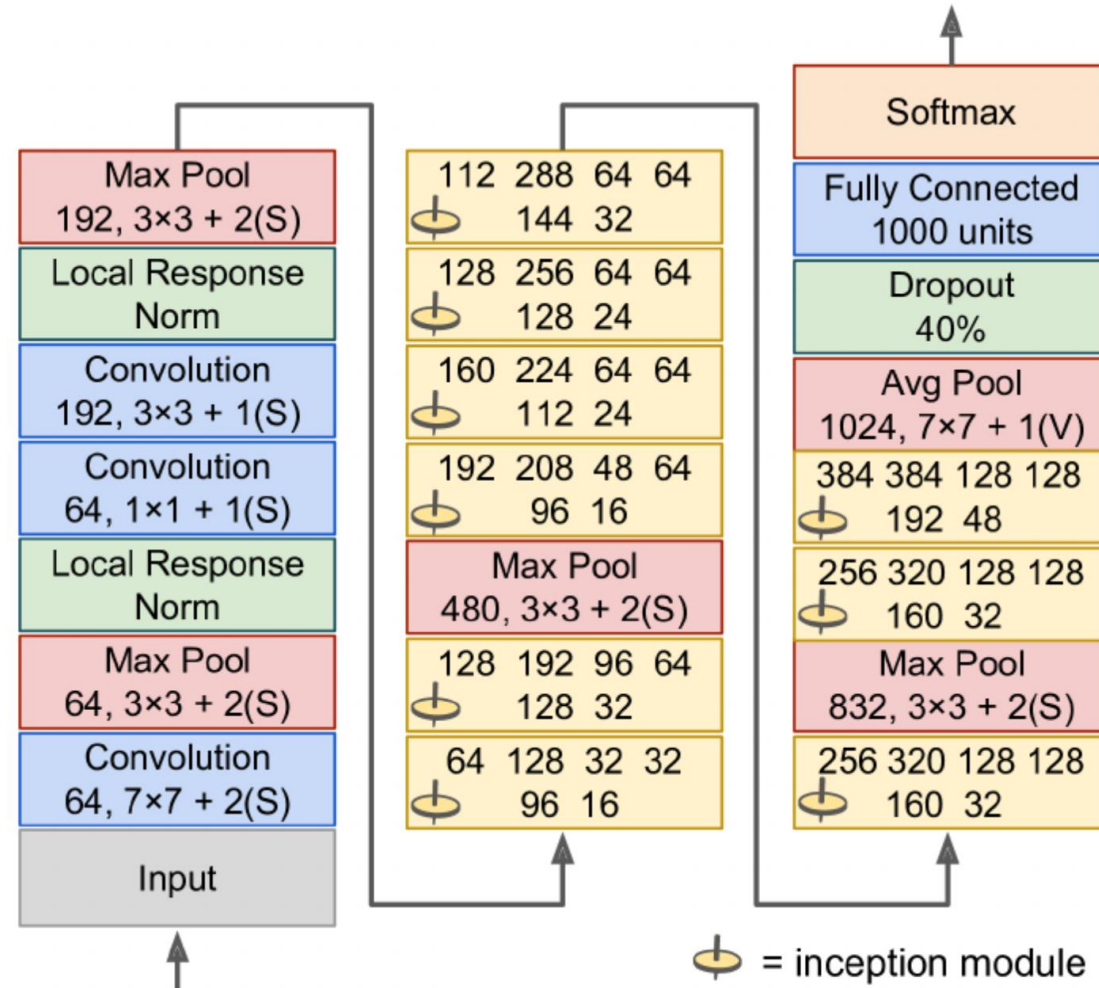 Max Pool
192, 3×3 + 2(S)
Local Response
Norm
Convolution
192, 3×3 + 1(S)
Convolution
64, 1×1 + 1(S)
Local Response
Norm
Max Pool
64, 3×3 + 2(S)
Convolution
64, 7×7 + 2(S)
Input
112 288 64 64
144 32
128 256 64 64
128 24
160 224 64 64
112 24
192 208 48 64
96 16
Max Pool
480, 3×3 + 2(S)
128 192 96 64
128 32
64 128 32 32
96 16
Softmax
Fully Connected
1000 units
Dropout
40%
Avg Pool
1024, 7×7 + 1(V)
384 384 128 128
192 48
256 320 128 128
160 32
Max Pool
832, 3×3 + 2(S)
256 320 128 128
160 32
= inception module